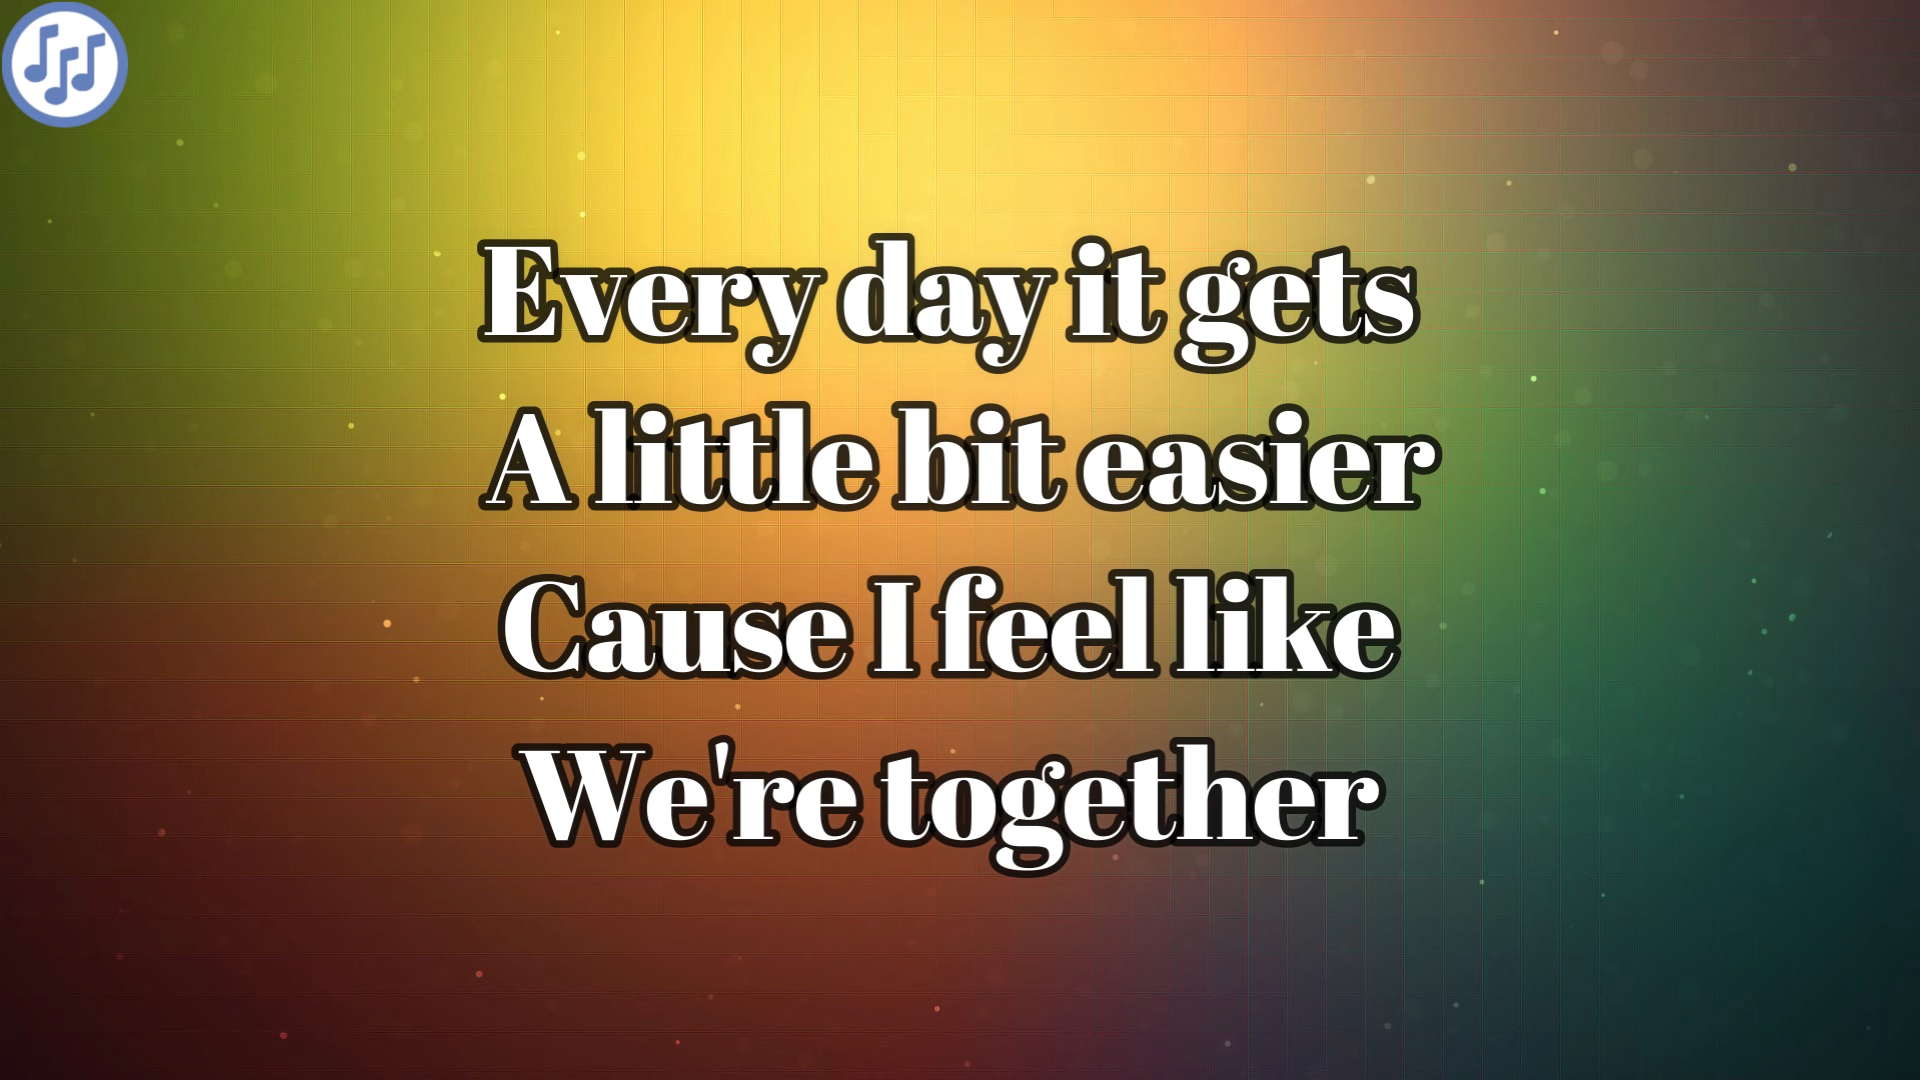 Every day it gets
A little bit easier
Cause I feel like
We're together